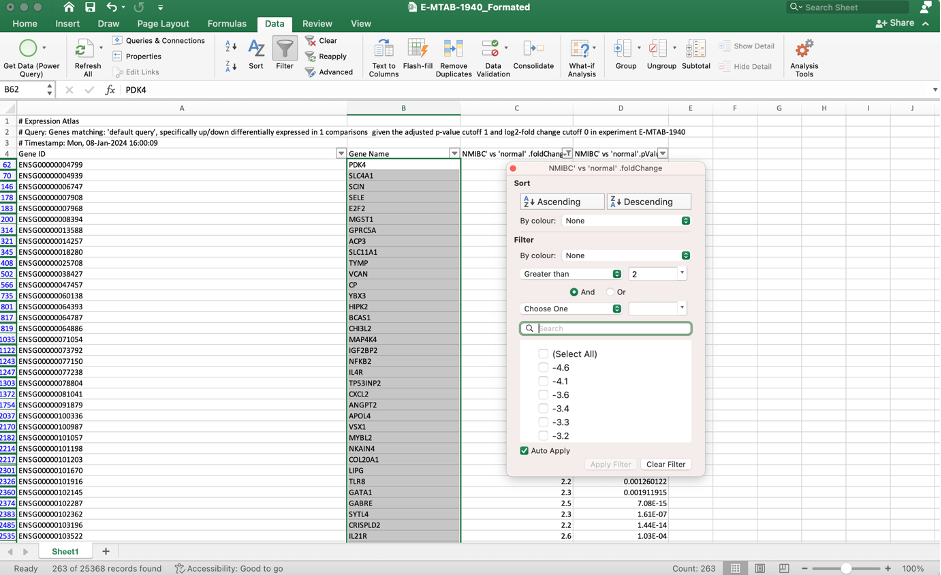 E-MTAB-1940_Formated
Search Sheet
Home Insert Draw Page Layout Formulas Data Review View
Share
Get Data (Power Query)
Refresh All
Queries & Connections
Properties
Edit Links
Sort
Filter
Clear
Reapply
Advanced
Text to Columns
Flash-fill
Remove Duplicates
Data Validation
Consolidate
What-if Analysis
Group
Ungroup
Subtotal
Show Detail
Hide Detail
Analysis Tools
B62 fx PDK4
A B C D E F G H I J
1 # Expression Atlas
2 # Query: Genes matching: 'default query', specifically up/down differentially expressed in 1 comparisons given the adjusted p-value cutoff 1 and log2-fold change cutoff 0 in experiment E-MTAB-1940
3 # Timestamp: Mon, 08-Jan-2024 16:00:09
4 Gene ID Gene Name NMIBC' vs 'normal' .foldChang NMIBC' vs 'normal'.pValu
62 ENSG00000004799 PDK4
70 ENSG00000004939 SLC4A1
146 ENSG00000006747 SCIN
178 ENSG00000007908 SELE
183 ENSG00000007968 E2F2
200 ENSG00000008394 MGST1
314 ENSG00000013588 GPRC5A
321 ENSG00000014257 ACP3
345 ENSG00000018280 SLC11A1
408 ENSG00000025708 TYMP
502 ENSG00000038427 VCAN
566 ENSG00000047457 CP
735 ENSG00000060138 YBX3
801 ENSG00000064393 HIPK2
817 ENSG00000064787 BCAS1
819 ENSG00000064886 CHI3L2
1035 ENSG00000071054 MAP4K4
1122 ENSG00000073792 IGF2BP2
1243 ENSG00000077150 NFKB2
1247 ENSG00000077238 IL4R
1303 ENSG00000078804 TP53INP2
1372 ENSG00000081041 CXCL2
1754 ENSG00000091879 ANGPT2
2037 ENSG00000100336 APOL4
2170 ENSG00000100987 VSX1
2182 ENSG00000101057 MYBL2
2214 ENSG00000101198 NKAIN4
2217 ENSG00000101203 COL20A1
2301 ENSG00000101670 LIPG
2326 ENSG00000101916 TLR8 2.2 0.001260122
2360 ENSG00000102145 GATA1 2.3 0.001911915
2374 ENSG00000102287 GABRE 2.5 7.08E-15
2383 ENSG00000102362 SYTL4 2.3 1.61E-07
2485 ENSG00000103196 CRISPLD2 2.2 1.44E-14
2535 ENSG00000103522 IL21R 2.6 1.03E-04
NMIBC' vs 'normal' .foldChange
Sort
Ascending Descending
By colour: None
Filter
By colour: None
Greater than 2
And Or
Choose One
Search
(Select All)
-4.6
-4.1
-3.6
-3.4
-3.3
-3.2
Auto Apply
Apply Filter Clear Filter
Sheet1 +
Ready 263 of 25368 records found Accessibility: Good to go Count: 263 100%